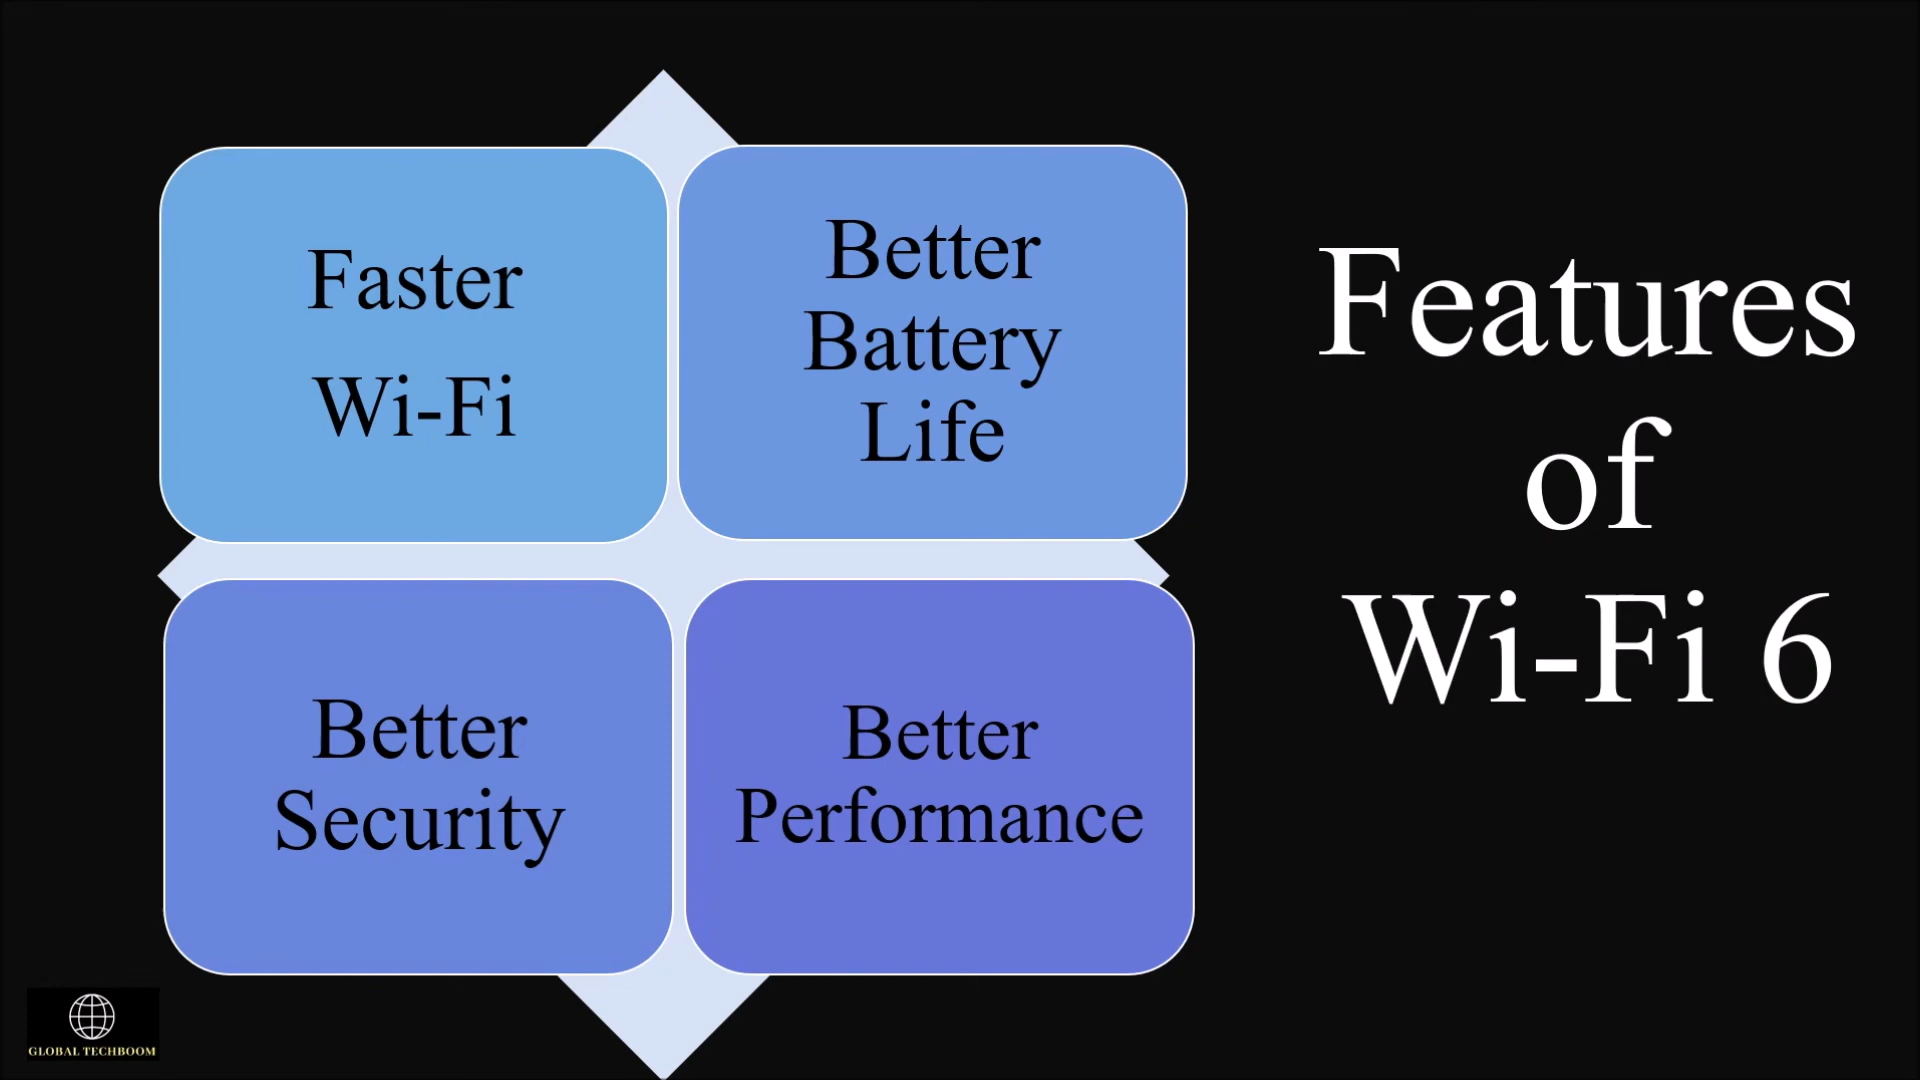 Faster
Wi-Fi
Better
Battery
Life
Better
Security
Better
Performance
Features
of
Wi-Fi 6
GLOBAL TECHBOOM